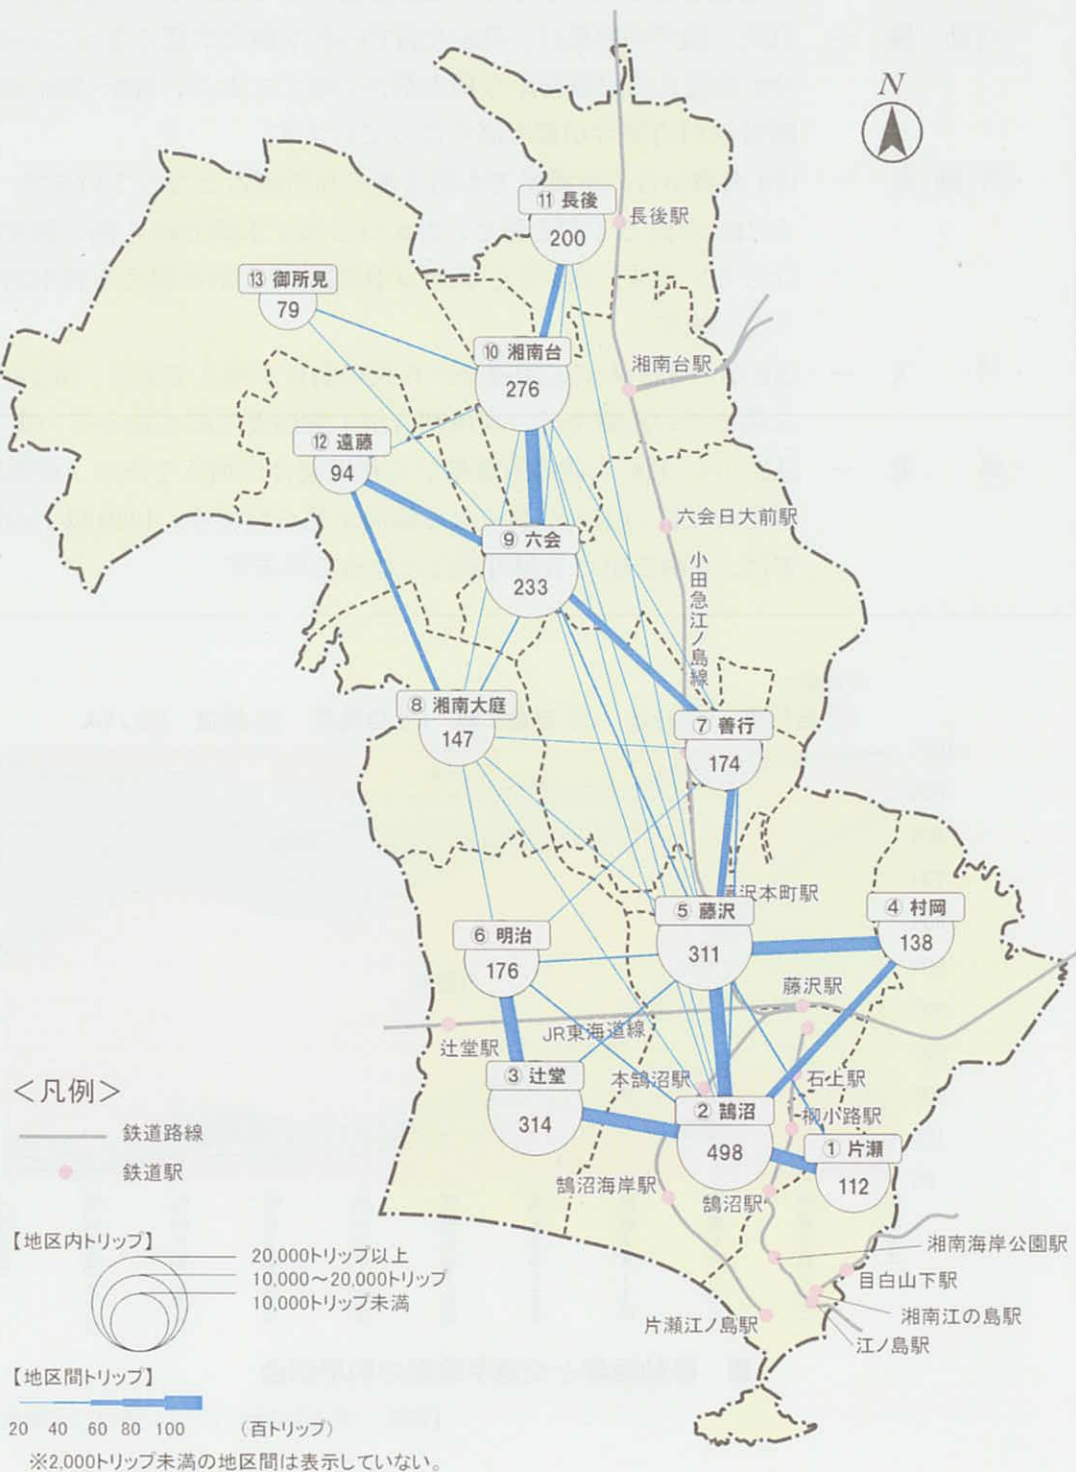 N
⑪ 長後
200
長後駅
⑬ 御所見
79
⑩ 湘南台
276
湘南台駅
⑫ 遠藤
94
六会日大前駅
⑨ 六会
233
小田急江ノ島線
⑧ 湘南大庭
147
⑦ 善行
174
藤沢本町駅
⑤ 藤沢
311
④ 村岡
138
⑥ 明治
176
藤沢駅
辻堂駅
JR東海道線
③ 辻堂
314
本鵠沼駅
石上駅
② 鵠沼
498
柳小路駅
① 片瀬
112
鵠沼海岸駅
鵠沼駅
湘南海岸公園駅
目白山下駅
湘南江の島駅
片瀬江ノ島駅
江ノ島駅
<凡例>
鉄道路線
鉄道駅
【地区内トリップ】
20,000トリップ以上
10,000~20,000トリップ
10,000トリップ未満
【地区間トリップ】
20 40 60 80 100 (百トリップ)
※2,000トリップ未満の地区間は表示していない。